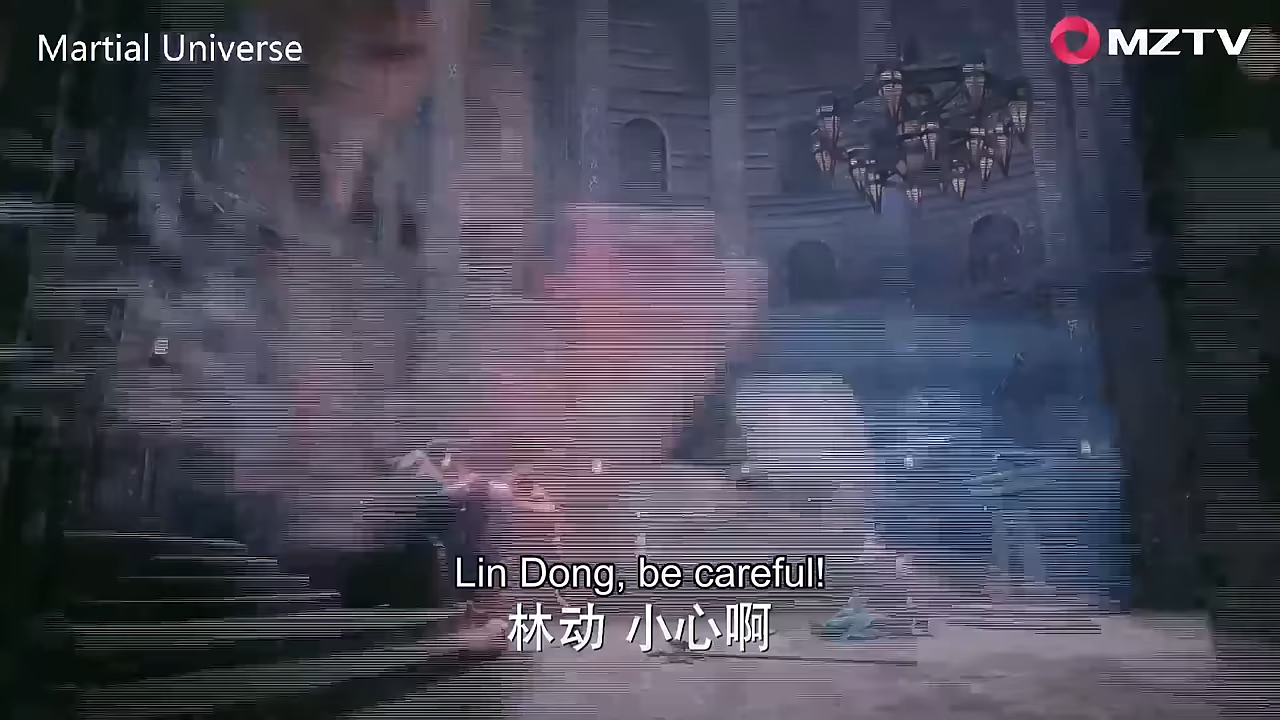 Martial Universe
MZTV
Lin Dong, be careful!
林动 小心啊